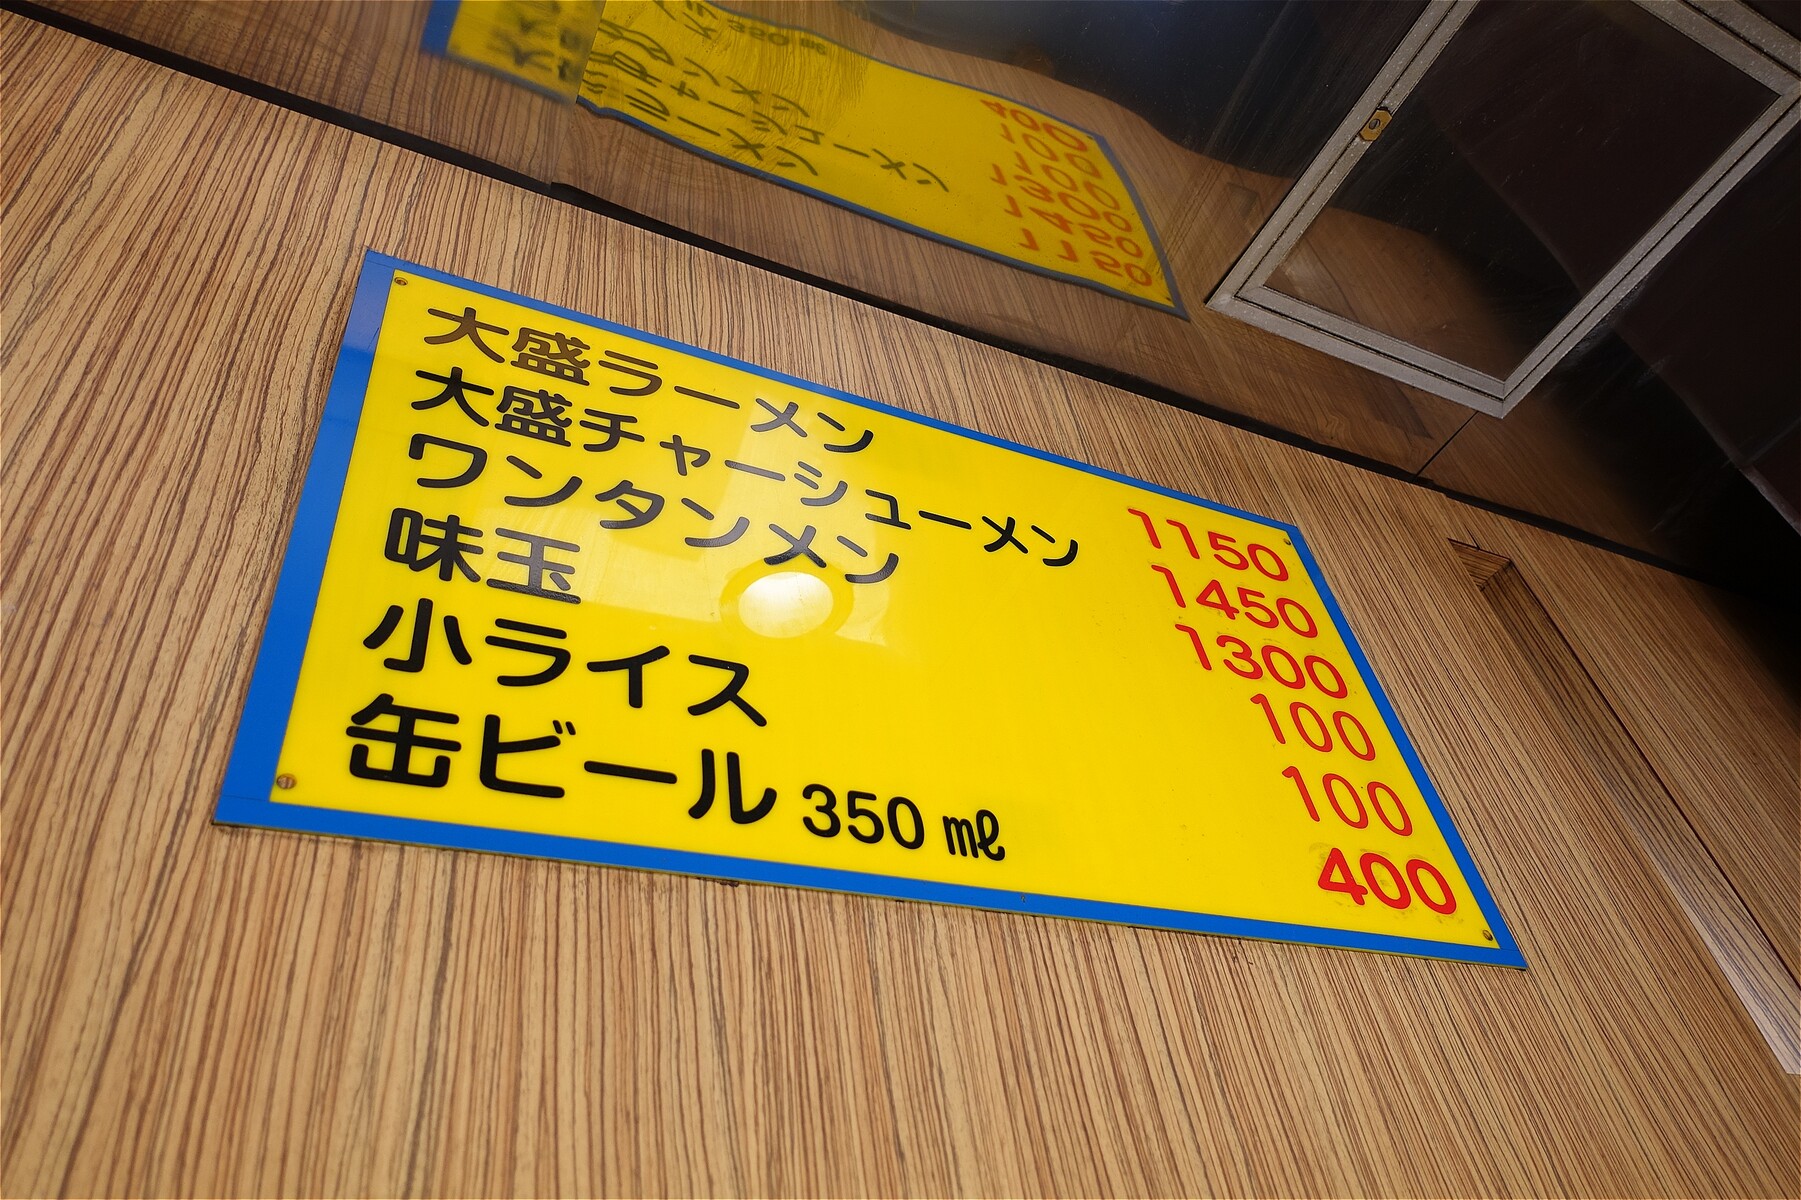 大盛ラーメン 1150
大盛チャーシューメン 1450
ワンタンメン 1300
味玉 100
小ライス 100
缶ビール 350 ㎖ 400